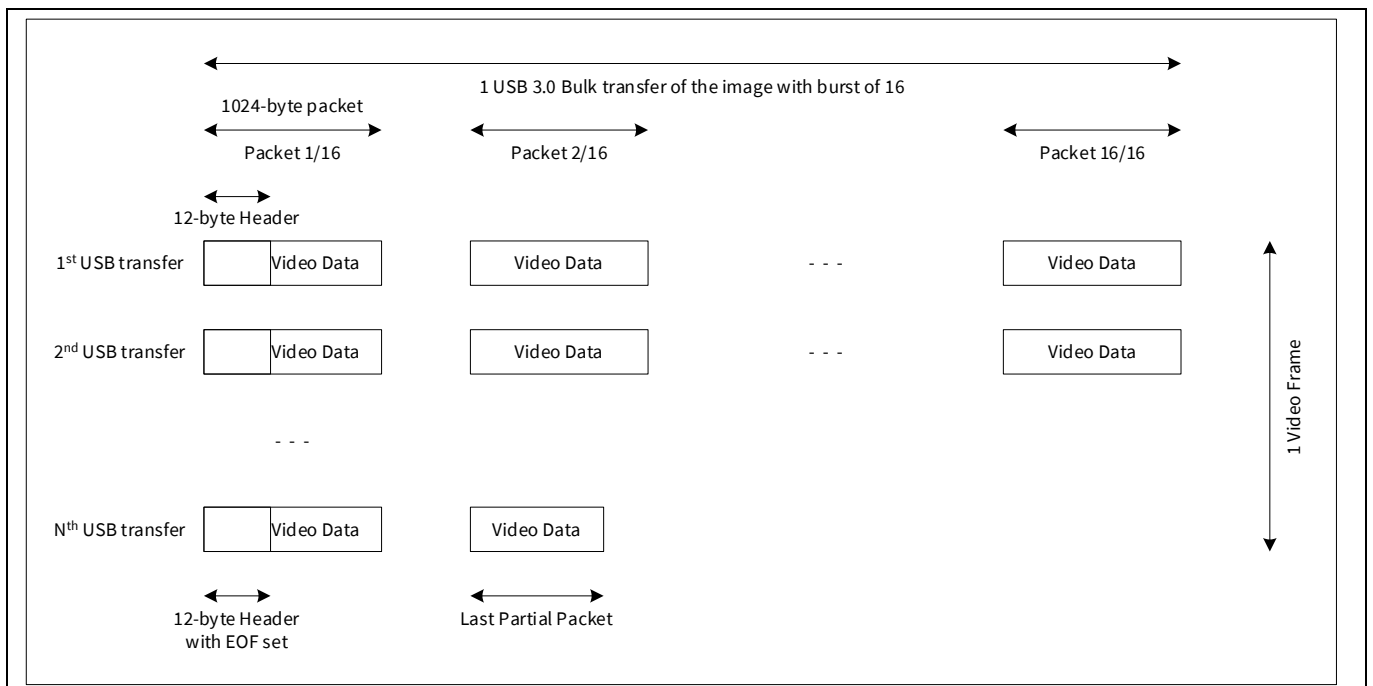 1 USB 3.0 Bulk transfer of the image with burst of 16
1024-byte packet
Packet 1/16
Packet 2/16
Packet 16/16
12-byte Header
1st USB transfer
Video Data
Video Data
- - -
Video Data
2nd USB transfer
Video Data
Video Data
- - -
Video Data
1 Video Frame
- - -
Nth USB transfer
Video Data
Video Data
12-byte Header
with EOF set
Last Partial Packet